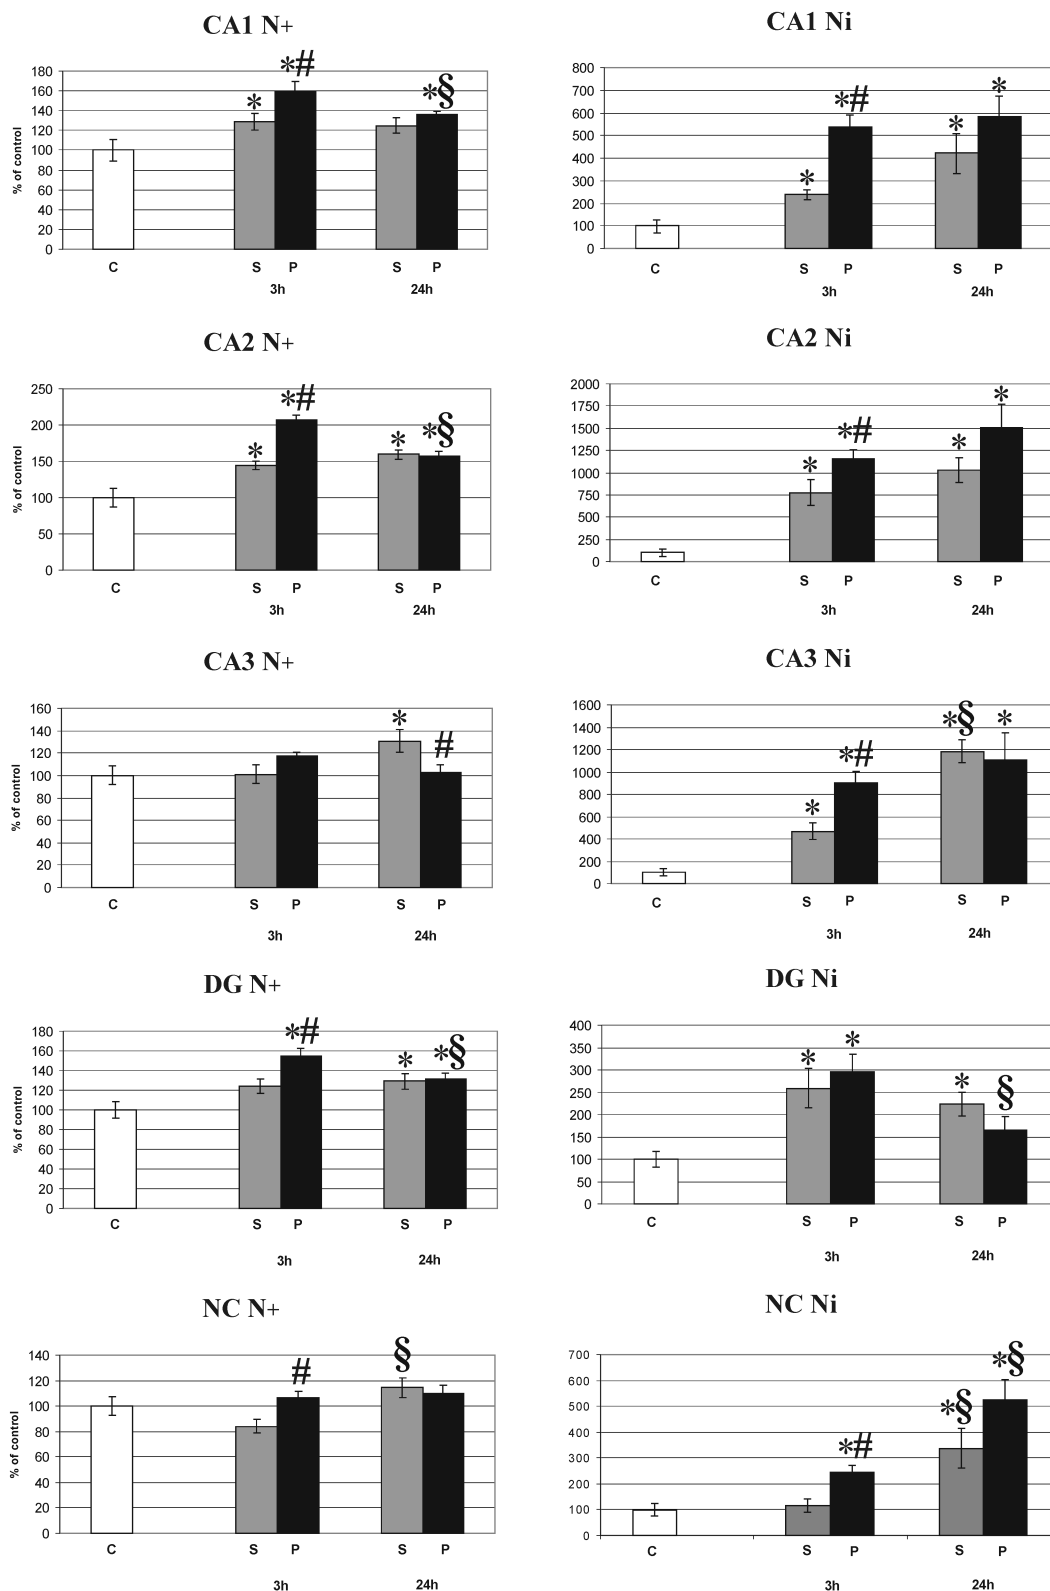 CA1 N+
% of control
180
160
140
120
100
80
60
40
20
0
* *# *§
C S P S P
3h 24h
CA1 Ni
800
700
600
500
400
300
200
100
0
* *# * *
C S P S P
3h 24h
CA2 N+
% of control
250
200
150
100
50
0
* *# * *§
C S P S P
3h 24h
CA2 Ni
2000
1750
1500
1250
1000
750
500
250
0
* *# * *
C S P S P
3h 24h
CA3 N+
% of control
160
140
120
100
80
60
40
20
0
* #
C S P S P
3h 24h
CA3 Ni
1600
1400
1200
1000
800
600
400
200
0
* *# *§ *
C S P S P
3h 24h
DG N+
% of control
180
160
140
120
100
80
60
40
20
0
*# * *§
C S P S P
3h 24h
DG Ni
400
350
300
250
200
150
100
50
0
* * * §
C S P S P
3h 24h
NC N+
% of control
140
120
100
80
60
40
20
0
# §
C S P S P
3h 24h
NC Ni
700
600
500
400
300
200
100
0
*# *§ *§
C S P S P
3h 24h